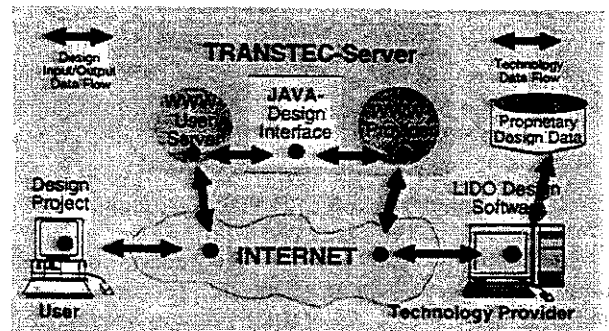 Design
Input/Output
Data Flow
TRANSTEC-Server
Technology
Data Flow
WWW-
User
Server
JAVA-
Design
Interface
Proprietary
Design Data
Design
Project
LIDO Design
Software
INTERNET
User
Technology Provider